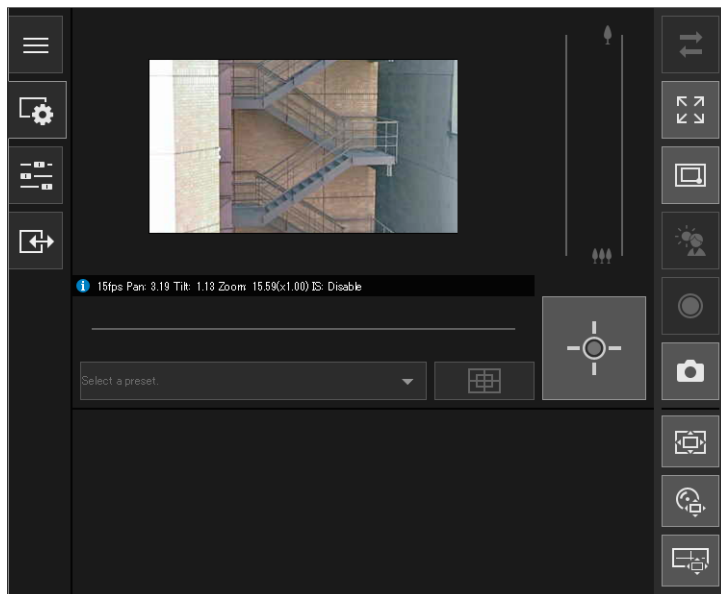 15fps Pan: 3.19 Tilt: 1.13 Zoom: 15.59(x1.00) IS: Disable
Select a preset.